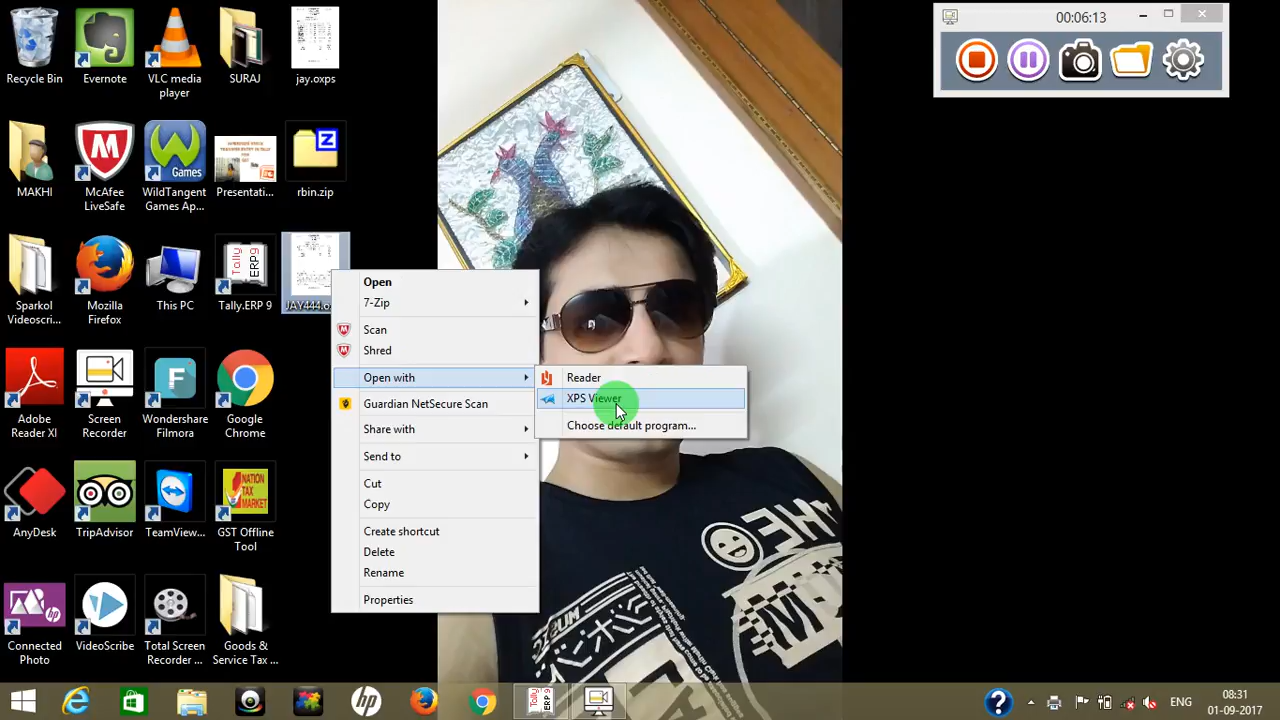 00:06:13
Recycle Bin
Evernote
VLC media
player
SURAJ
jay.oxps
MAKHI
McAfee
LiveSafe
WildTangent
Games Ap...
Presentati...
rbin.zip
Sparkol
Videoscri...
Mozilla
Firefox
This PC
Tally.ERP 9
JAY444.o
Adobe
Reader XI
Screen
Recorder
Wondershare
Filmora
Google
Chrome
AnyDesk
TripAdvisor
TeamView...
NATION
TAX
MARKET
GST Offline
Tool
Connected
Photo
VideoScribe
Total Screen
Recorder ...
Goods &
Service Tax ...
Open
7-Zip
Scan
Shred
Open with
Guardian NetSecure Scan
Share with
Send to
Cut
Copy
Create shortcut
Delete
Rename
Properties
Reader
XPS Viewer
Choose default program...
ENG
08:31
01-09-2017